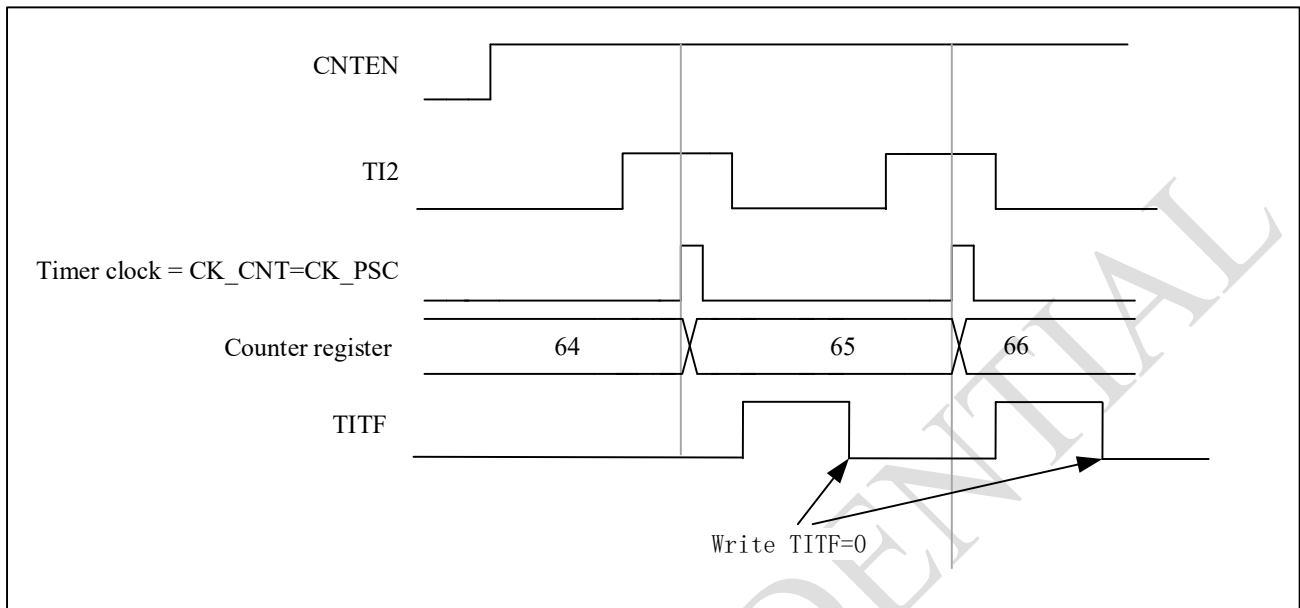 CNTEN
TI2
Timer clock = CK_CNT=CK_PSC
Counter register 64 65 66
TITF
Write TITF=0